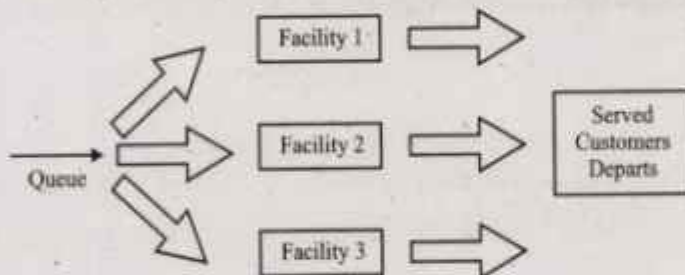 Facility 1
Queue
Facility 2
Facility 3
Served
Customers
Departs